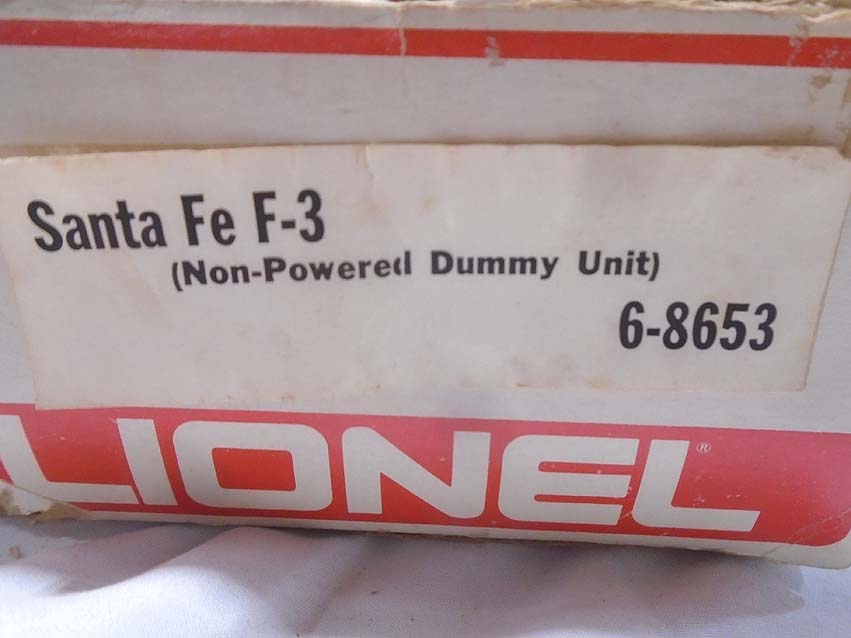 Santa Fe F-3
(Non-Powered Dummy Unit)
6-8653
LIONEL®